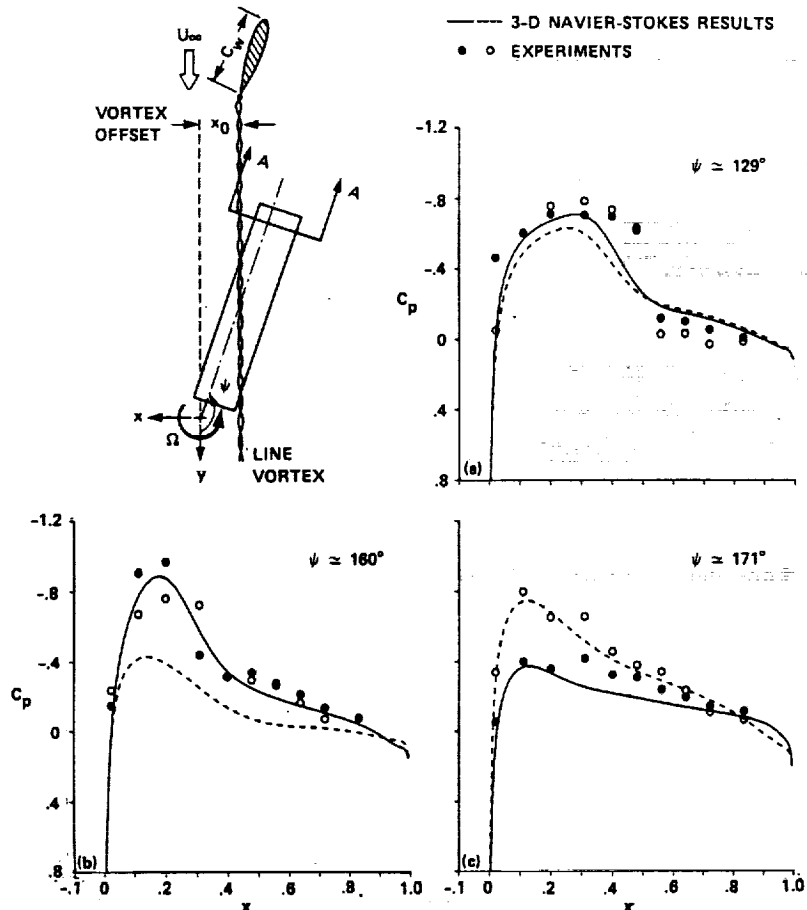 3-D NAVIER-STOKES RESULTS
EXPERIMENTS
U∞
C_W
VORTEX
OFFSET
x₀
A
A
ψ
x
Ω
y
LINE
VORTEX
ψ ≃ 129°
-1.2
-.8
-.4
C_p
0
.4
.8
(a)
ψ ≃ 160°
-1.2
-.8
-.4
C_p
0
.4
.8
(b)
-.1 0 .2 .4 .6 .8 1.0
x
ψ ≃ 171°
(c)
-.1 0 .2 .4 .6 .8 1.0
x